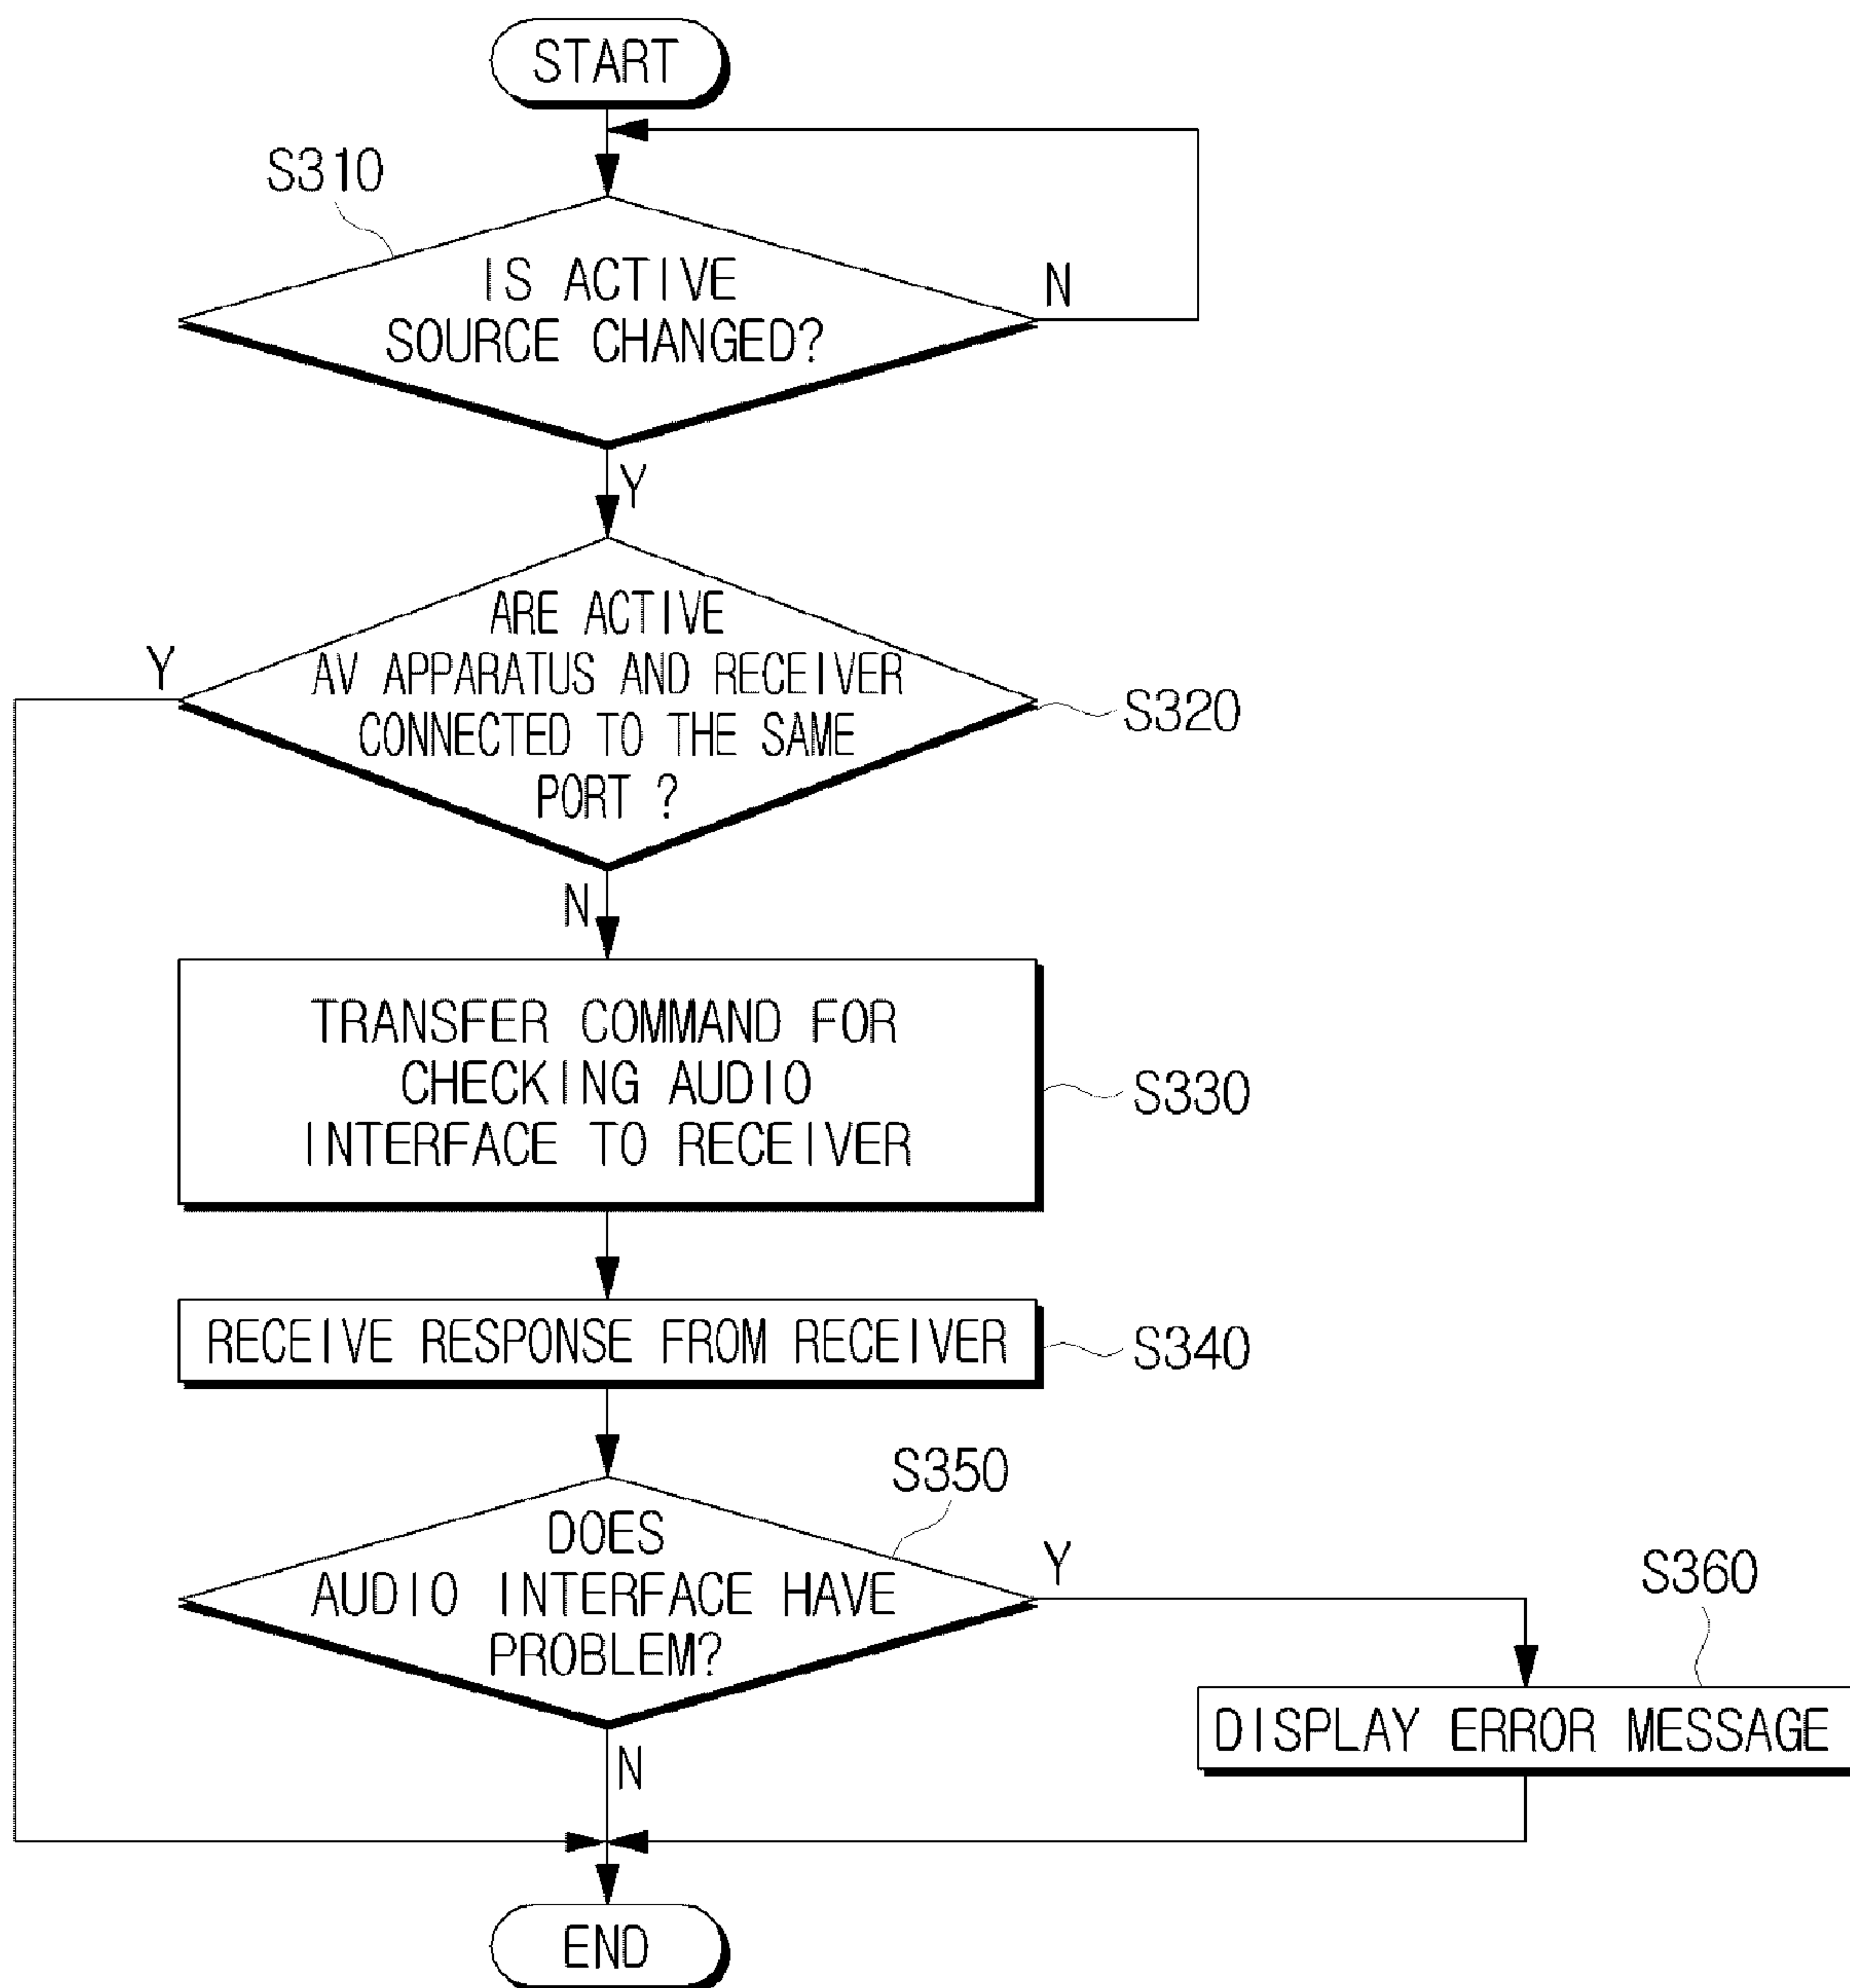 START
S310
IS ACTIVE
SOURCE CHANGED?
N
Y
ARE ACTIVE
AV APPARATUS AND RECEIVER
CONNECTED TO THE SAME
PORT ?
Y
S320
N
TRANSFER COMMAND FOR
CHECKING AUDIO
INTERFACE TO RECEIVER
S330
RECEIVE RESPONSE FROM RECEIVER
S340
S350
DOES
AUDIO INTERFACE HAVE
PROBLEM?
Y
S360
DISPLAY ERROR MESSAGE
N
END